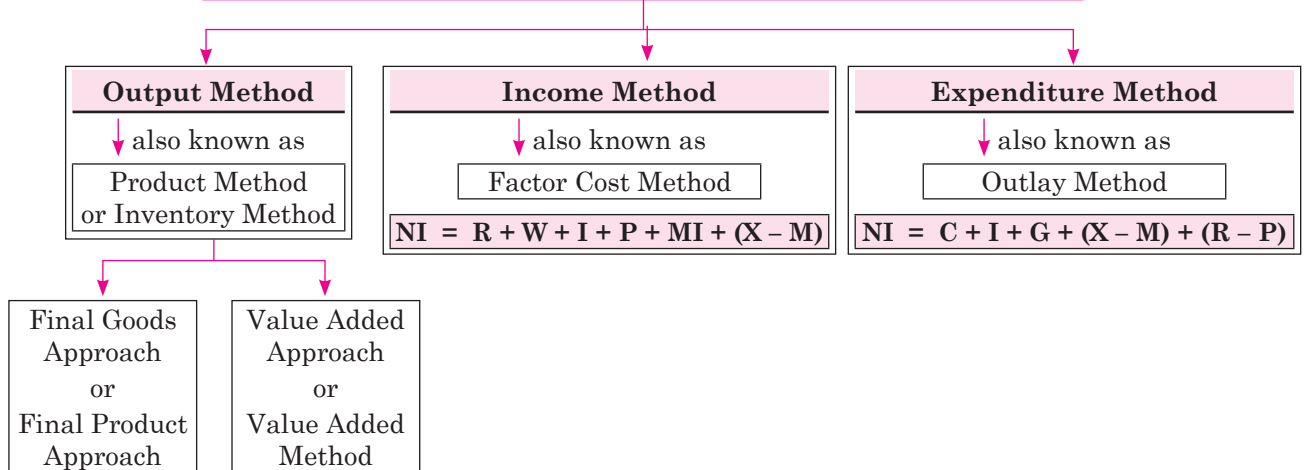 Output Method
also known as
Product Method
or Inventory Method
Income Method
also known as
Factor Cost Method
NI = R + W + I + P + MI + (X – M)
Expenditure Method
also known as
Outlay Method
NI = C + I + G + (X – M) + (R – P)
Final Goods
Approach
or
Final Product
Approach
Value Added
Approach
or
Value Added
Method